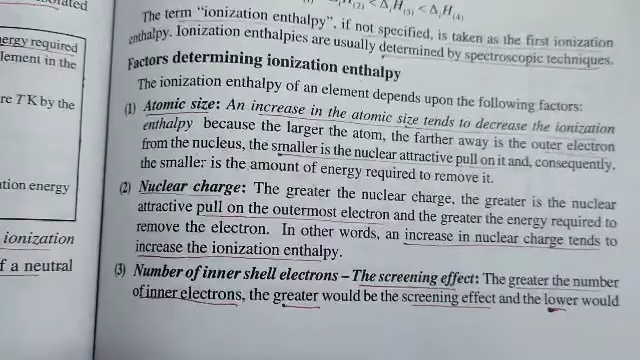 ΔᵢH(3) < ΔᵢH(4)
The term "ionization enthalpy", if not specified, is taken as the first ionization
enthalpy. Ionization enthalpies are usually determined by spectroscopic techniques.
Factors determining ionization enthalpy
The ionization enthalpy of an element depends upon the following factors:
(1) Atomic size: An increase in the atomic size tends to decrease the ionization
enthalpy because the larger the atom, the farther away is the outer electron
from the nucleus, the smaller is the nuclear attractive pull on it and, consequently,
the smaller is the amount of energy required to remove it.
(2) Nuclear charge: The greater the nuclear charge, the greater is the nuclear
attractive pull on the outermost electron and the greater the energy required to
remove the electron. In other words, an increase in nuclear charge tends to
increase the ionization enthalpy.
(3) Number of inner shell electrons – The screening effect: The greater the number
of inner electrons, the greater would be the screening effect and the lower would
energy required
element in the
re T K by the
tion energy
ionization
f a neutral